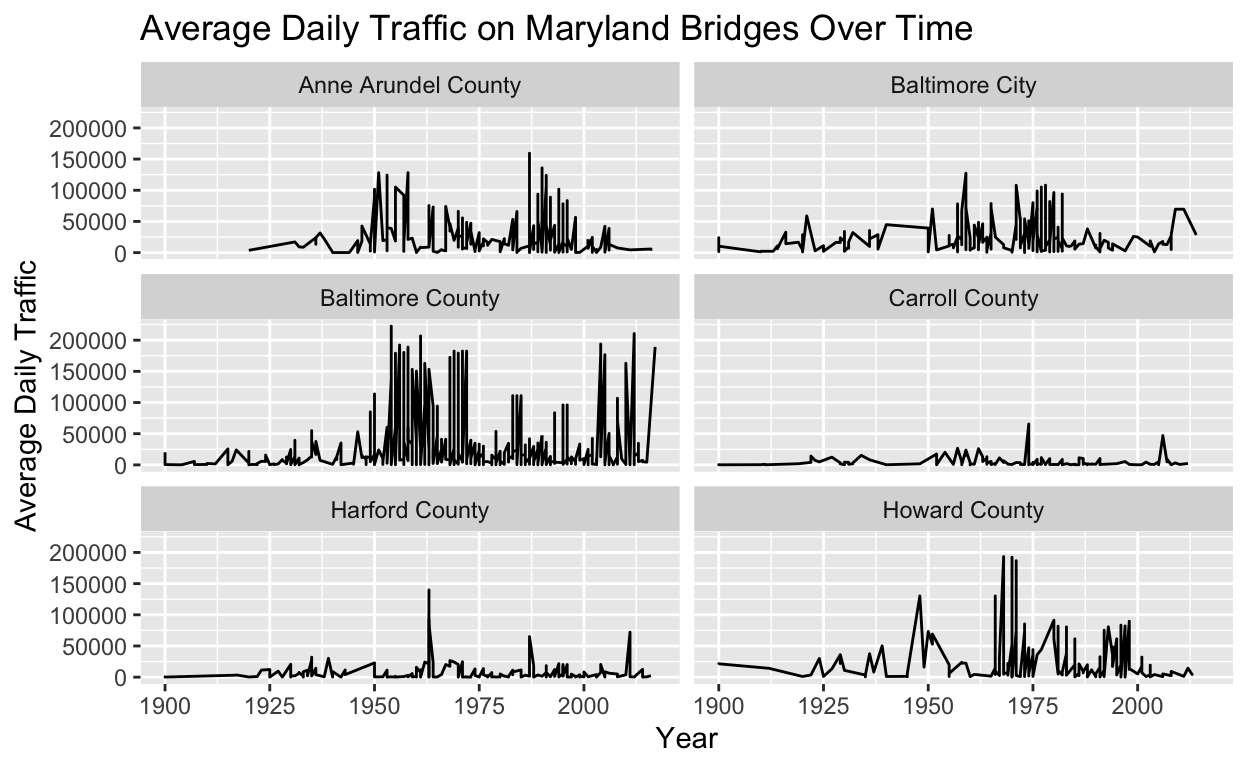 Average Daily Traffic on Maryland Bridges Over Time
Anne Arundel County
Baltimore City
200000
150000
100000
50000
0
Baltimore County
Carroll County
200000
150000
100000
50000
0
Average Daily Traffic
Harford County
Howard County
200000
150000
100000
50000
0
1900 1925 1950 1975 2000
1900 1925 1950 1975 2000
Year